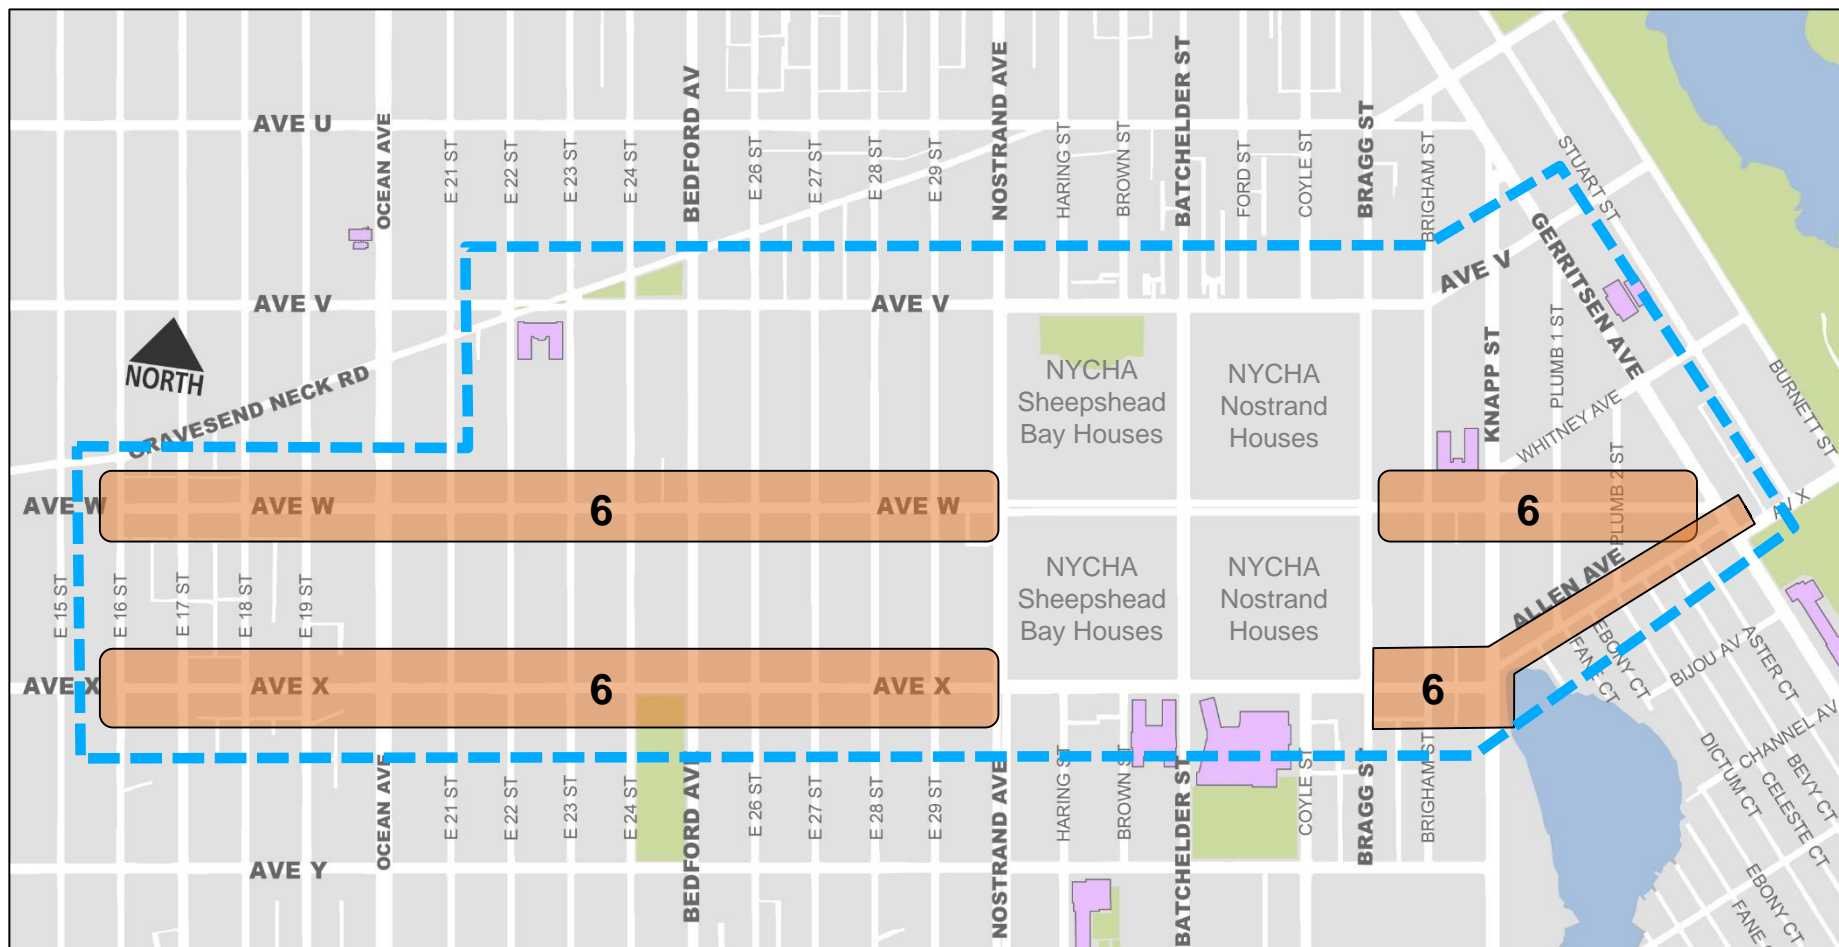 AVE U
OCEAN AVE
E 21 ST
E 22 ST
E 23 ST
E 24 ST
BEDFORD AV
E 26 ST
E 27 ST
E 28 ST
E 29 ST
NOSTRAND AVE
HARING ST
BROWN ST
BATCHELDER ST
FORD ST
COYLE ST
BRAGG ST
BRIGHAM ST
STUART ST
AVE V
AVE V
AVE V
GERRITSEN AVE
NORTH
GRAVESEND NECK RD
NYCHA
Sheepshead
Bay Houses
NYCHA
Nostrand
Houses
KNAPP ST
PLUMB 1 ST
WHITNEY AVE
BURNETT ST
PLUMB 2 ST
AVE W
AVE W
6
AVE W
6
AV X
E 15 ST
E 16 ST
E 17 ST
E 18 ST
E 19 ST
NYCHA
Sheepshead
Bay Houses
NYCHA
Nostrand
Houses
ALLEN AVE
EBONY CT
FANE CT
BIJOU AV
ASTER CT
AVE X
AVE X
6
AVE X
6
CHANNEL AV
DICTUM CT
CELESTE CT
BEVY CT
OCEAN AVE
E 21 ST
E 22 ST
E 23 ST
E 24 ST
BEDFORD AVE
E 26 ST
E 27 ST
E 28 ST
E 29 ST
NOSTRAND AVE
HARING ST
BROWN ST
BATCHELDER ST
COYLE ST
BRAGG ST
BRIGHAM ST
AVE Y
EBONY CT
FANE